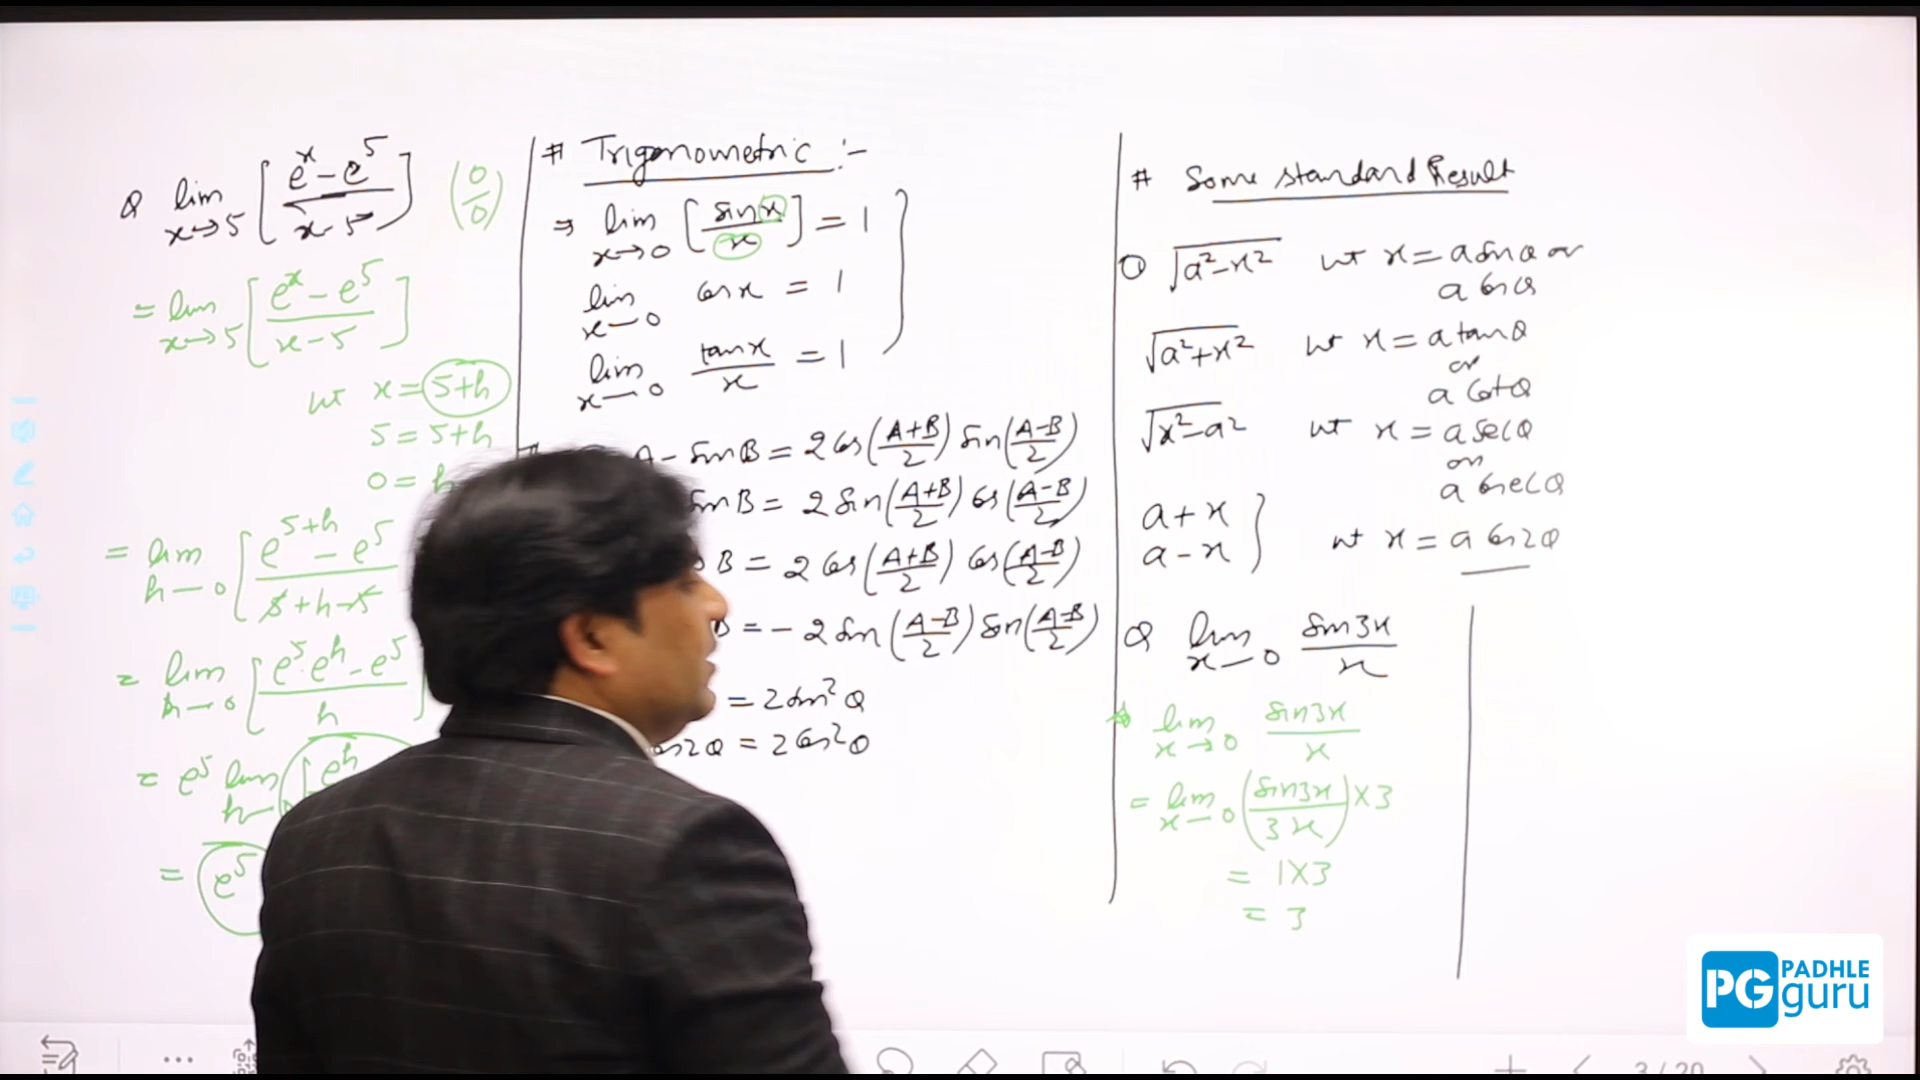 Q lim x→5 [e^x - e^5 / x-5] (0/0)
= lim x→5 [e^x - e^5 / x-5]
let x = 5+h
5 = 5+h
0 = h
= lim h→0 [e^5+h - e^5 / 5+h-5]
= lim h→0 [e^5.e^h - e^5 / h]
= e^5 lim h→0 [e^h
= e^5
# Trigonometric :-
⇒ lim x→0 [sin x / x] = 1
lim x→0 cos x = 1
lim x→0 tan x / x = 1
A - sin B = 2 cos (A+B / 2) sin (A-B / 2)
sin B = 2 sin (A+B / 2) cos (A-B / 2)
B = 2 cos (A+B / 2) cos (A-B / 2)
B = - 2 sin (A-B / 2) sin (A-B / 2)
= 2 sin² θ
cos 2θ = 2 cos² θ
# Some standard Result
① √a²-x² let x = a sin θ or
a cos θ
√a²+x² let x = a tan θ
or
a cot θ
√x²-a² let x = a sec θ
or
a cosec θ
a+x
a-x } let x = a cos 2θ
Q lim x→0 sin 3x / x
lim x→0 sin 3x / x
= lim x→0 (sin 3x / 3x) × 3
= 1×3
= 3
PG PADHLE guru
3 / 20